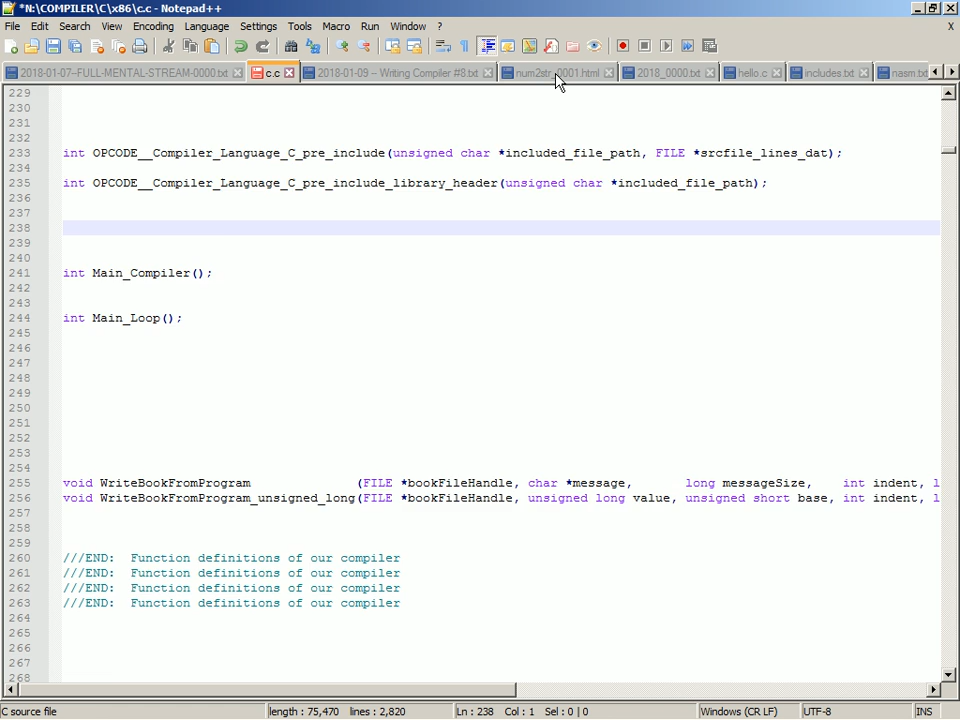 *N:\COMPILER\C\x86\c.c - Notepad++
File Edit Search View Encoding Language Settings Tools Macro Run Window ? X
2018-01-07-FULL-MENTAL-STREAM-0000.txt c.c 2018-01-09 – Writing Compiler #8.txt num2str_0001.html 2018_0000.txt hello.c includes.txt nasm.txt
229
230
231
232
233 int OPCODE__Compiler_Language_C_pre_include(unsigned char *included_file_path, FILE *srcfile_lines_dat);
234
235 int OPCODE__Compiler_Language_C_pre_include_library_header(unsigned char *included_file_path);
236
237
238
239
240
241 int Main_Compiler();
242
243
244 int Main_Loop();
245
246
247
248
249
250
251
252
253
254
255 void WriteBookFromProgram (FILE *bookFileHandle, char *message, long messageSize, int indent, l
256 void WriteBookFromProgram_unsigned_long(FILE *bookFileHandle, unsigned long value, unsigned short base, int indent, l
257
258
259
260 ///END: Function definitions of our compiler
261 ///END: Function definitions of our compiler
262 ///END: Function definitions of our compiler
263 ///END: Function definitions of our compiler
264
265
266
267
268
C source file length : 75,470 lines : 2,820 Ln : 238 Col : 1 Sel : 0 | 0 Windows (CR LF) UTF-8 INS